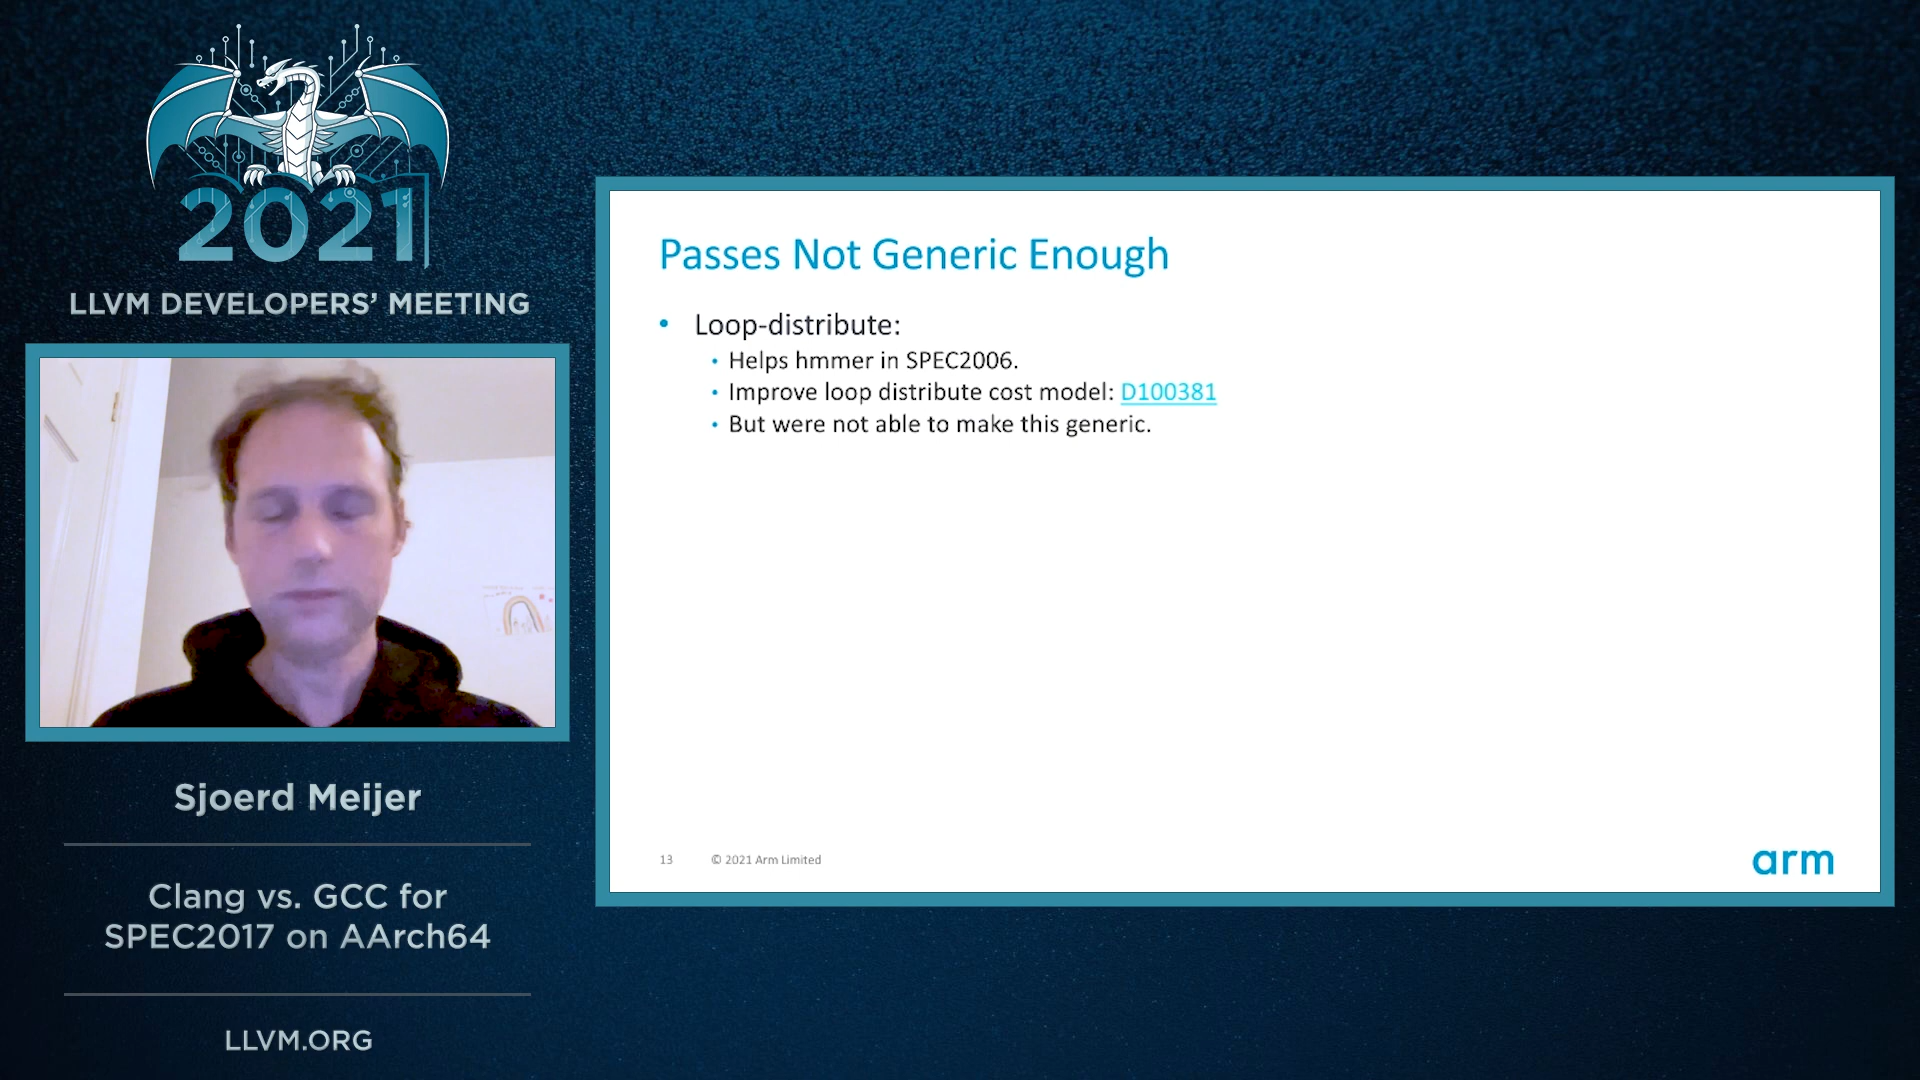 2021
LLVM DEVELOPERS’ MEETING
Sjoerd Meijer
Clang vs. GCC for
SPEC2017 on AArch64
LLVM.ORG
Passes Not Generic Enough
• Loop-distribute:
• Helps hmmer in SPEC2006.
• Improve loop distribute cost model: D100381
• But were not able to make this generic.
13 © 2021 Arm Limited
arm